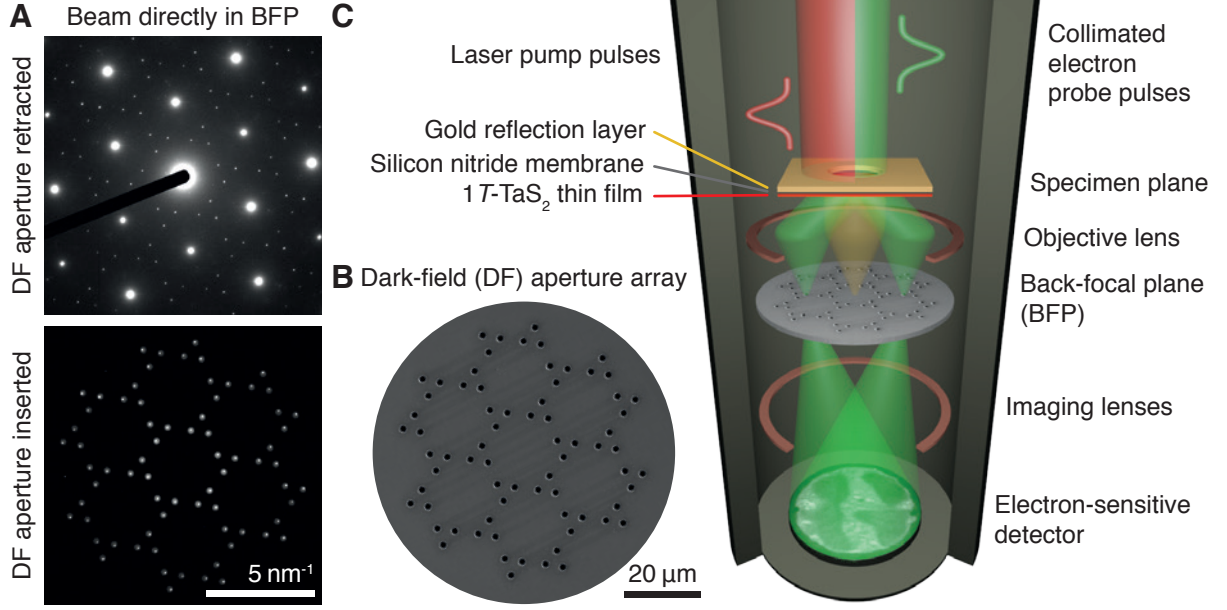 A
Beam directly in BFP
DF aperture retracted
DF aperture inserted
5 nm⁻¹
B Dark-field (DF) aperture array
20 µm
C
Laser pump pulses
Collimated
electron
probe pulses
Gold reflection layer
Silicon nitride membrane
1T-TaS₂ thin film
Specimen plane
Objective lens
Back-focal plane
(BFP)
Imaging lenses
Electron-sensitive
detector